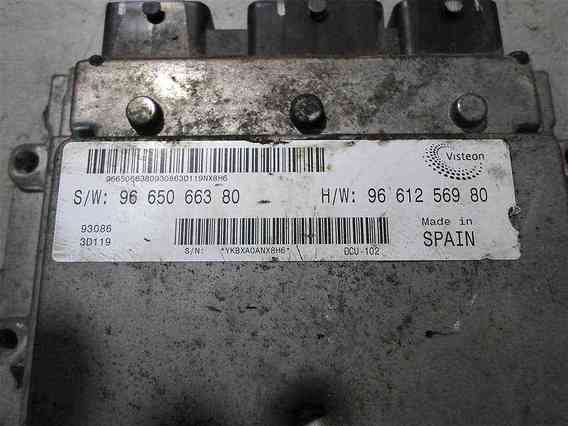 9665066380930863D119NX8H6
Visteon
S/W: 96 650 663 80
H/W: 96 612 569 80
93086
3D119
Made in
SPAIN
S/N: *YKBXA0ANX8H6*
DCU-102